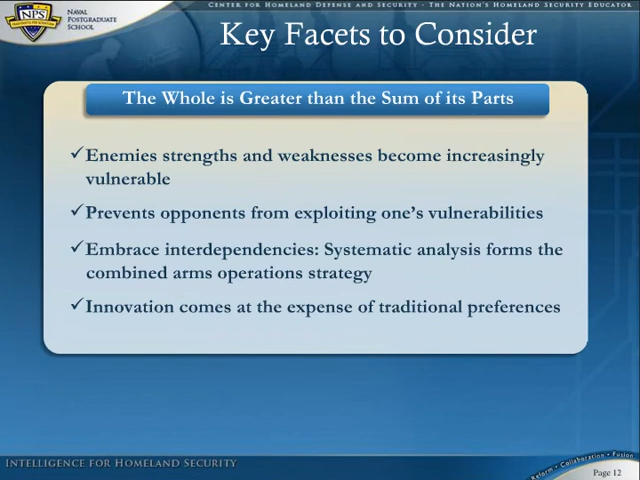 Center for Homeland Defense and Security - The Nation's Homeland Security Educator
NPS
Naval
Postgraduate
School
Key Facets to Consider
The Whole is Greater than the Sum of its Parts
✓Enemies strengths and weaknesses become increasingly
vulnerable
✓Prevents opponents from exploiting one's vulnerabilities
✓Embrace interdependencies: Systematic analysis forms the
combined arms operations strategy
✓Innovation comes at the expense of traditional preferences
Intelligence for Homeland Security
Reform • Collaboration • Fusion
Page 12